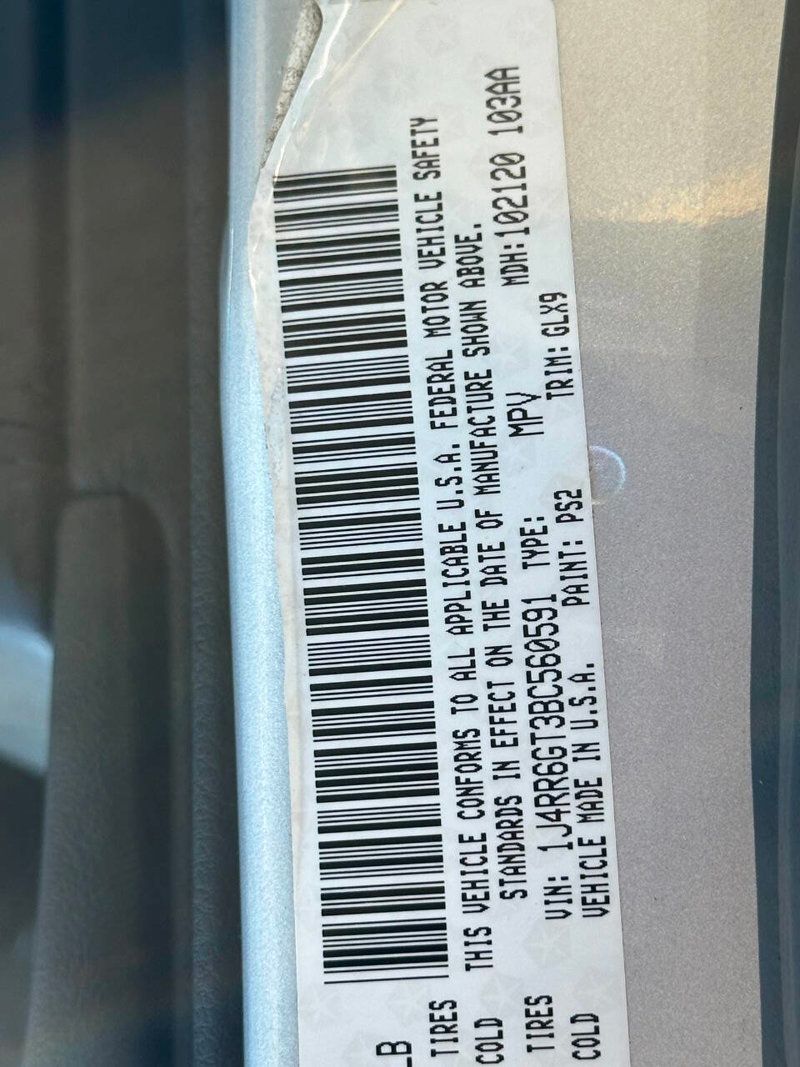 LB
TIRES
COLD
THIS VEHICLE CONFORMS TO ALL APPLICABLE U.S.A. FEDERAL MOTOR VEHICLE SAFETY
STANDARDS IN EFFECT ON THE DATE OF MANUFACTURE SHOWN ABOVE.
MDH: 102120 103AA
TIRES
COLD
VIN: 1J4RR6GT3BC560591 TYPE: MPV
VEHICLE MADE IN U.S.A. PAINT: PS2 TRIM: GLX9